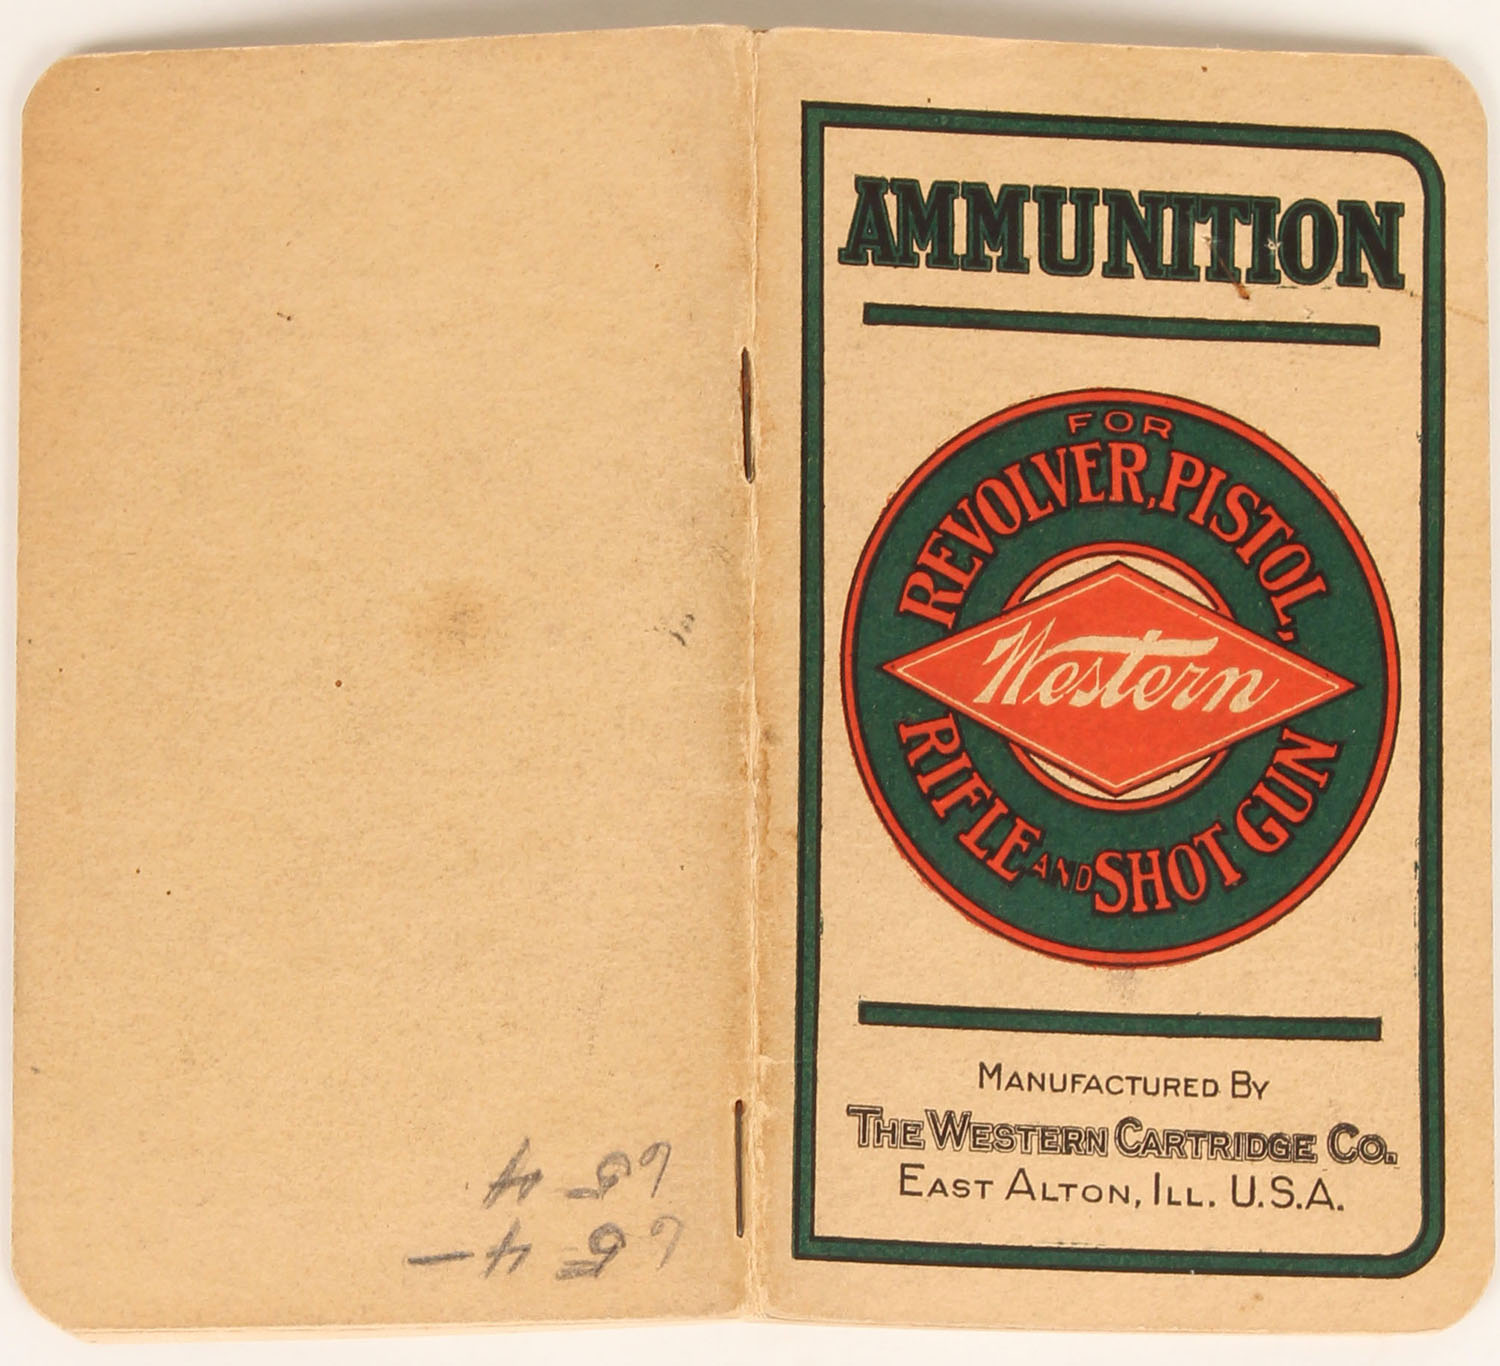 AMMUNITION
FOR
REVOLVER, PISTOL,
Western
RIFLE AND SHOT GUN
MANUFACTURED BY
THE WESTERN CARTRIDGE CO.
EAST ALTON, ILL. U.S.A.